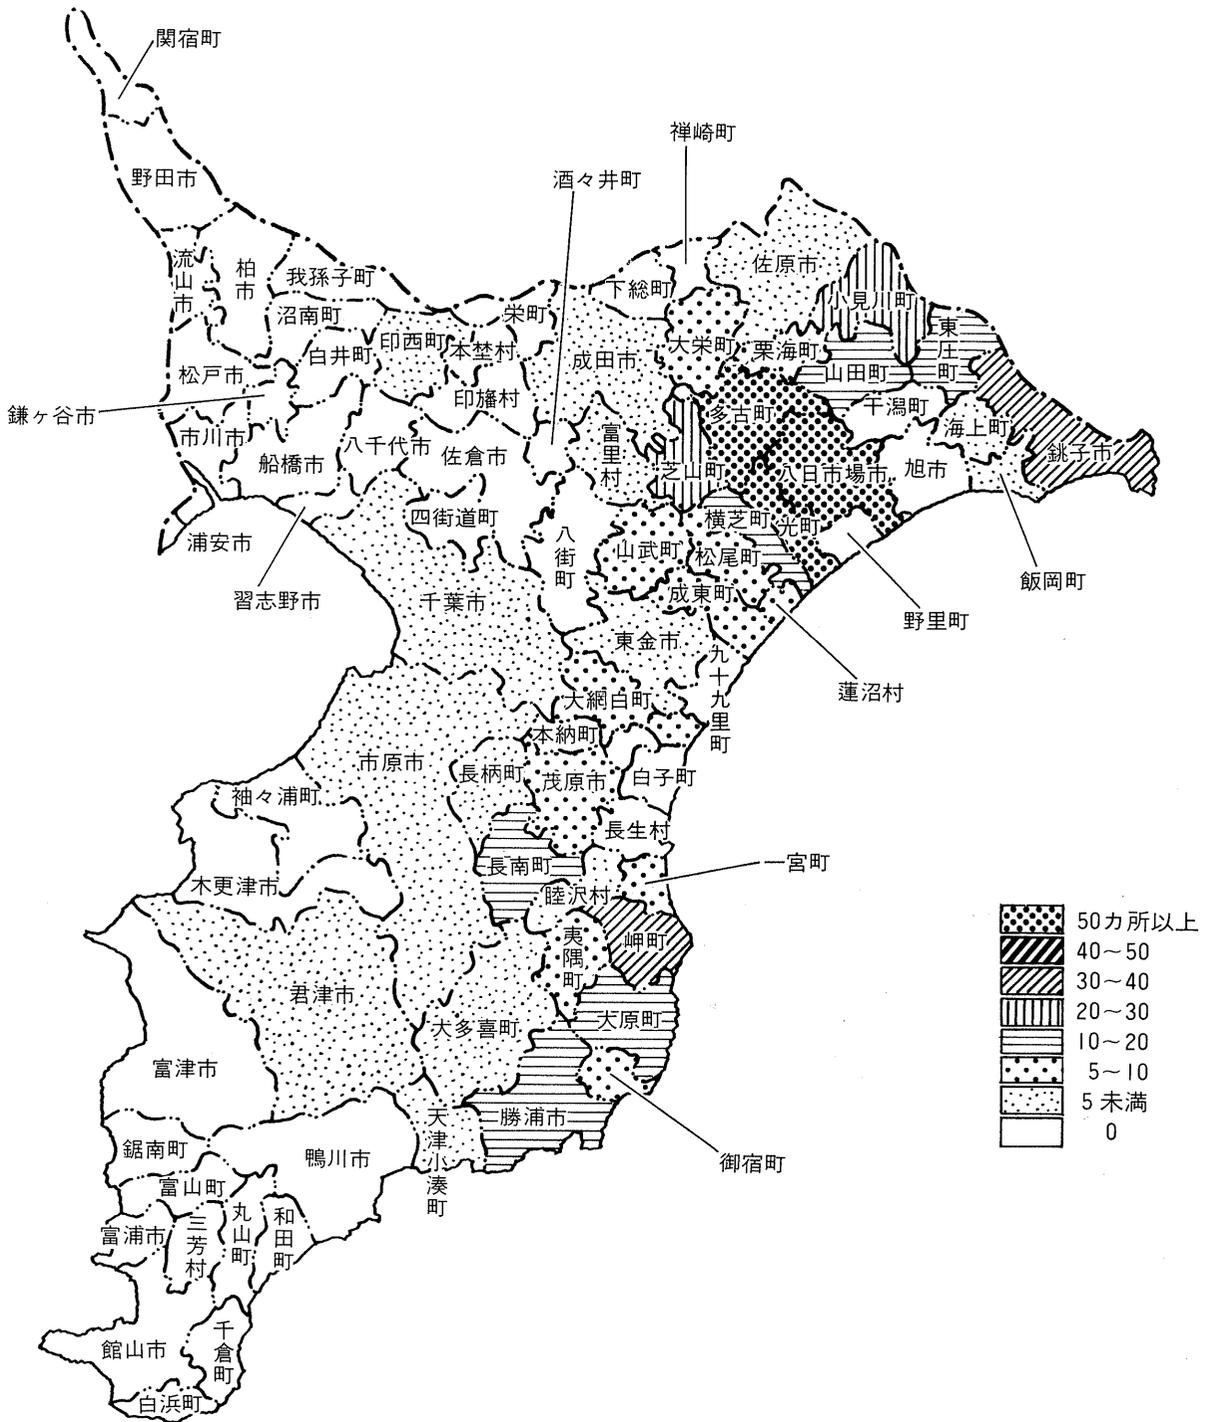 関宿町
野田市
禅崎町
酒々井町
流山市
柏市
我孫子町
佐原市
下総町
小見川町
沼南町
栄町
東庄町
印西町
本埜村
白井町
成田市
大栄町
栗海町
山田町
松戸市
鎌ヶ谷市
印旛村
多古町
干潟町
市川市
八千代市
富里村
海上町
船橋市
佐倉市
芝山町
八日市場市
旭市
銚子市
四街道町
横芝町
光町
浦安市
八街町
山武町
松尾町
飯岡町
習志野市
千葉市
成東町
野里町
東金市
九十九里町
蓮沼村
大網白町
本納町
市原市
長柄町
茂原市
白子町
袖々浦町
長生村
長南町
一宮町
木更津市
睦沢村
夷隅町
岬町
君津市
大多喜町
大原町
富津市
天津小湊町
勝浦市
鋸南町
鴨川市
御宿町
富山町
富浦市
三芳村
丸山町
和田町
館山市
千倉町
白浜町
50カ所以上
40~50
30~40
20~30
10~20
5~10
5未満
0